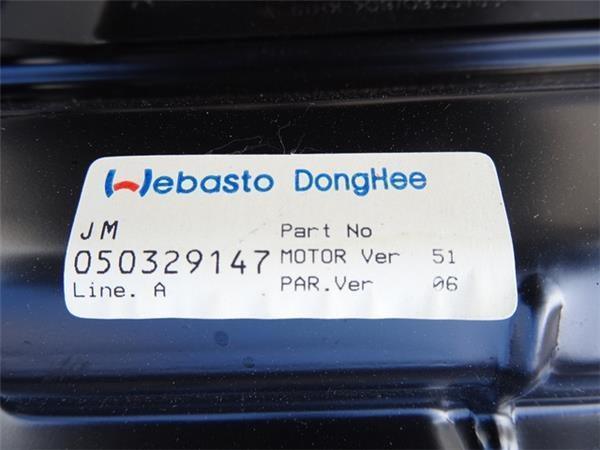 Webasto DongHee
JM Part No
050329147 MOTOR Ver 51
Line. A PAR.Ver 06